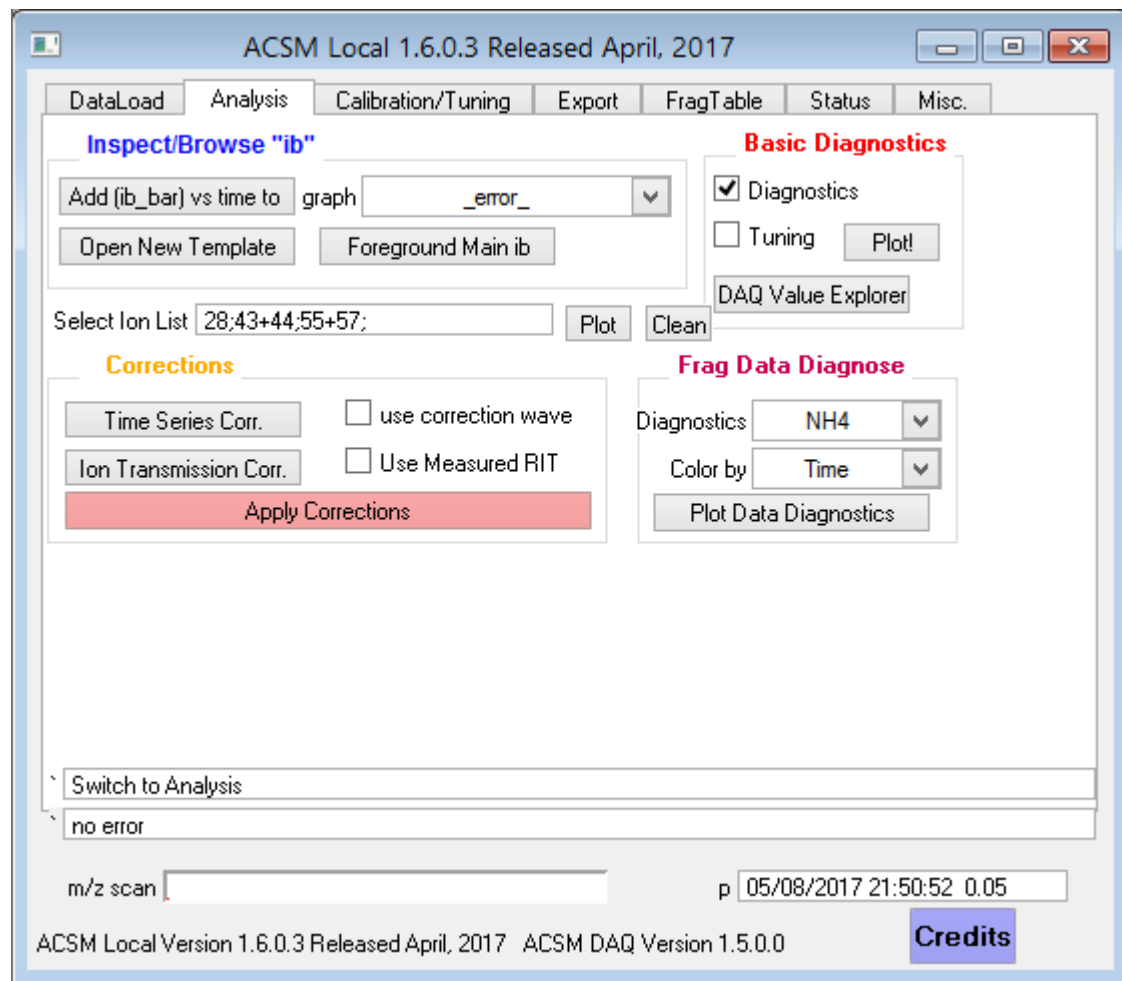 ACSM Local 1.6.0.3 Released April, 2017
DataLoad Analysis Calibration/Tuning Export FragTable Status Misc.
Inspect/Browse "ib"
Add (ib_bar) vs time to graph _error_
Open New Template Foreground Main ib
Basic Diagnostics
Diagnostics
Tuning Plot!
DAQ Value Explorer
Select Ion List 28;43+44;55+57; Plot Clean
Corrections
Time Series Corr. use correction wave
Ion Transmission Corr. Use Measured RIT
Apply Corrections
Frag Data Diagnose
Diagnostics NH4
Color by Time
Plot Data Diagnostics
` Switch to Analysis
` no error
m/z scan p 05/08/2017 21:50:52 0.05
ACSM Local Version 1.6.0.3 Released April, 2017 ACSM DAQ Version 1.5.0.0 Credits